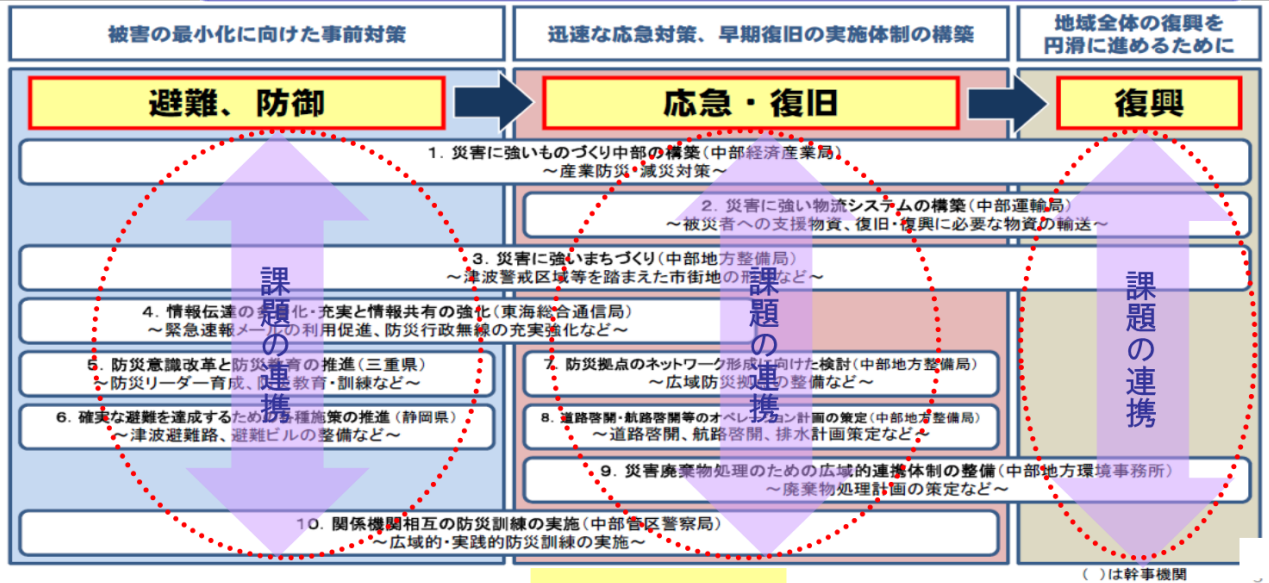 被害の最小化に向けた事前対策
迅速な応急対策、早期復旧の実施体制の構築
地域全体の復興を
円滑に進めるために
避難、防御
応急・復旧
復興
1. 災害に強いものづくり中部の構築(中部経済産業局)
～産業防災・減災対策～
2. 災害に強い物流システムの構築(中部運輸局)
～被災者への支援物資、復旧・復興に必要な物資の輸送～
3. 災害に強いまちづくり(中部地方整備局)
～津波警戒区域等を踏まえた市街地の形成など～
4. 情報伝達の多層化・充実と情報共有の強化(東海総合通信局)
～緊急速報メールの利用促進、防災行政無線の充実強化など～
5. 防災意識改革と防災教育の推進(三重県)
～防災リーダー育成、防災教育・訓練など～
7. 防災拠点のネットワーク形成に向けた検討(中部地方整備局)
～広域防災拠点の整備など～
6. 確実な避難を達成するための各種施策の推進(静岡県)
～津波避難路、避難ビルの整備など～
8. 道路啓開・航路啓開等のオペレーション計画の策定(中部地方整備局)
～道路啓開、航路啓開、排水計画策定など～
9. 災害廃棄物処理のための広域的連携体制の整備(中部地方環境事務所)
～廃棄物処理計画の策定など～
10. 関係機関相互の防災訓練の実施(中部管区警察局)
～広域的・実践的防災訓練の実施～
課題の連携
課題の連携
課題の連携
( )は幹事機関